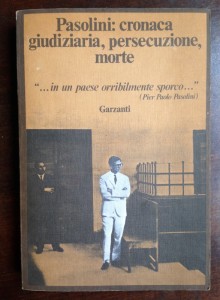 Pasolini: cronaca
giudiziaria, persecuzione,
morte
“...in un paese orribilmente sporco...”
(Pier Paolo Pasolini)
Garzanti